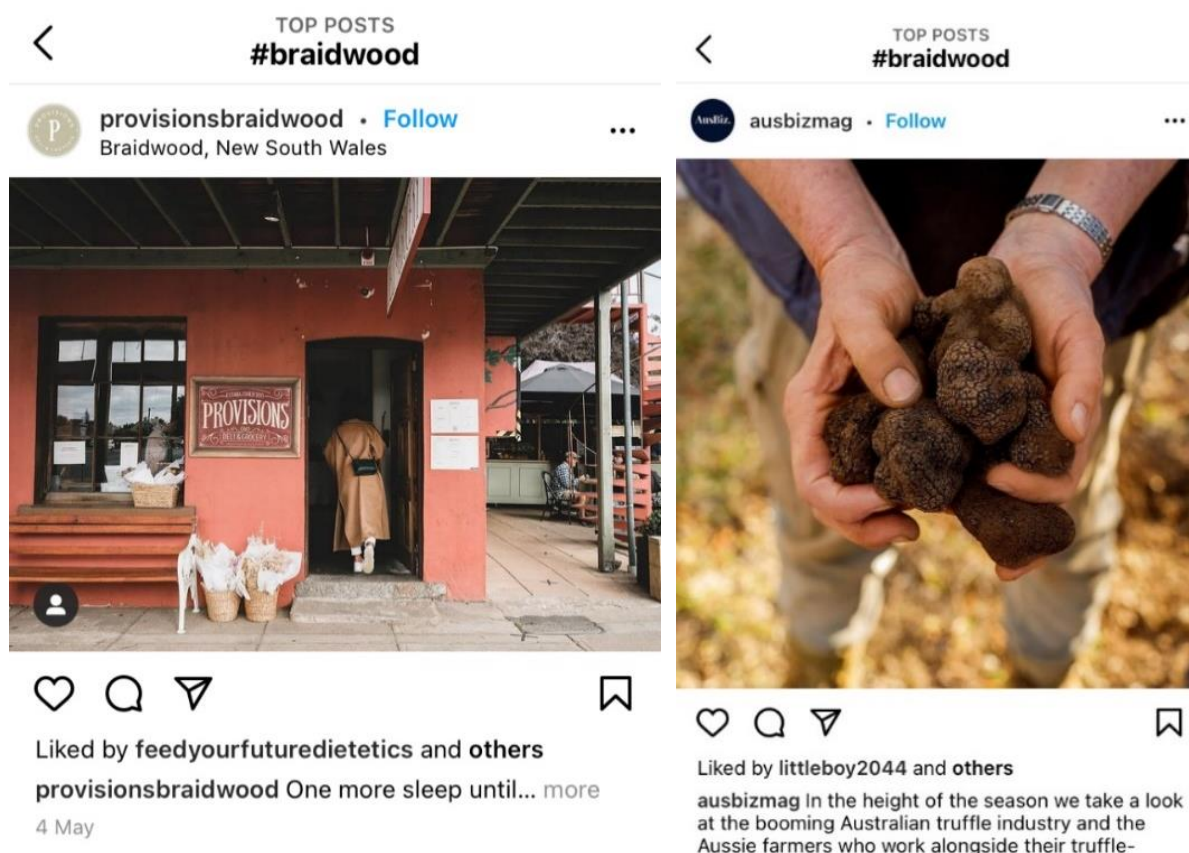 TOP POSTS
#braidwood
provisionsbraidwood • Follow
Braidwood, New South Wales
P
PROVISIONS
DELI & GROCERY
Liked by feedyourfuturedietetics and others
provisionsbraidwood One more sleep until... more
4 May
TOP POSTS
#braidwood
AusBiz.
ausbizmag • Follow
Liked by littleboy2044 and others
ausbizmag In the height of the season we take a look
at the booming Australian truffle industry and the
Aussie farmers who work alongside their truffle-